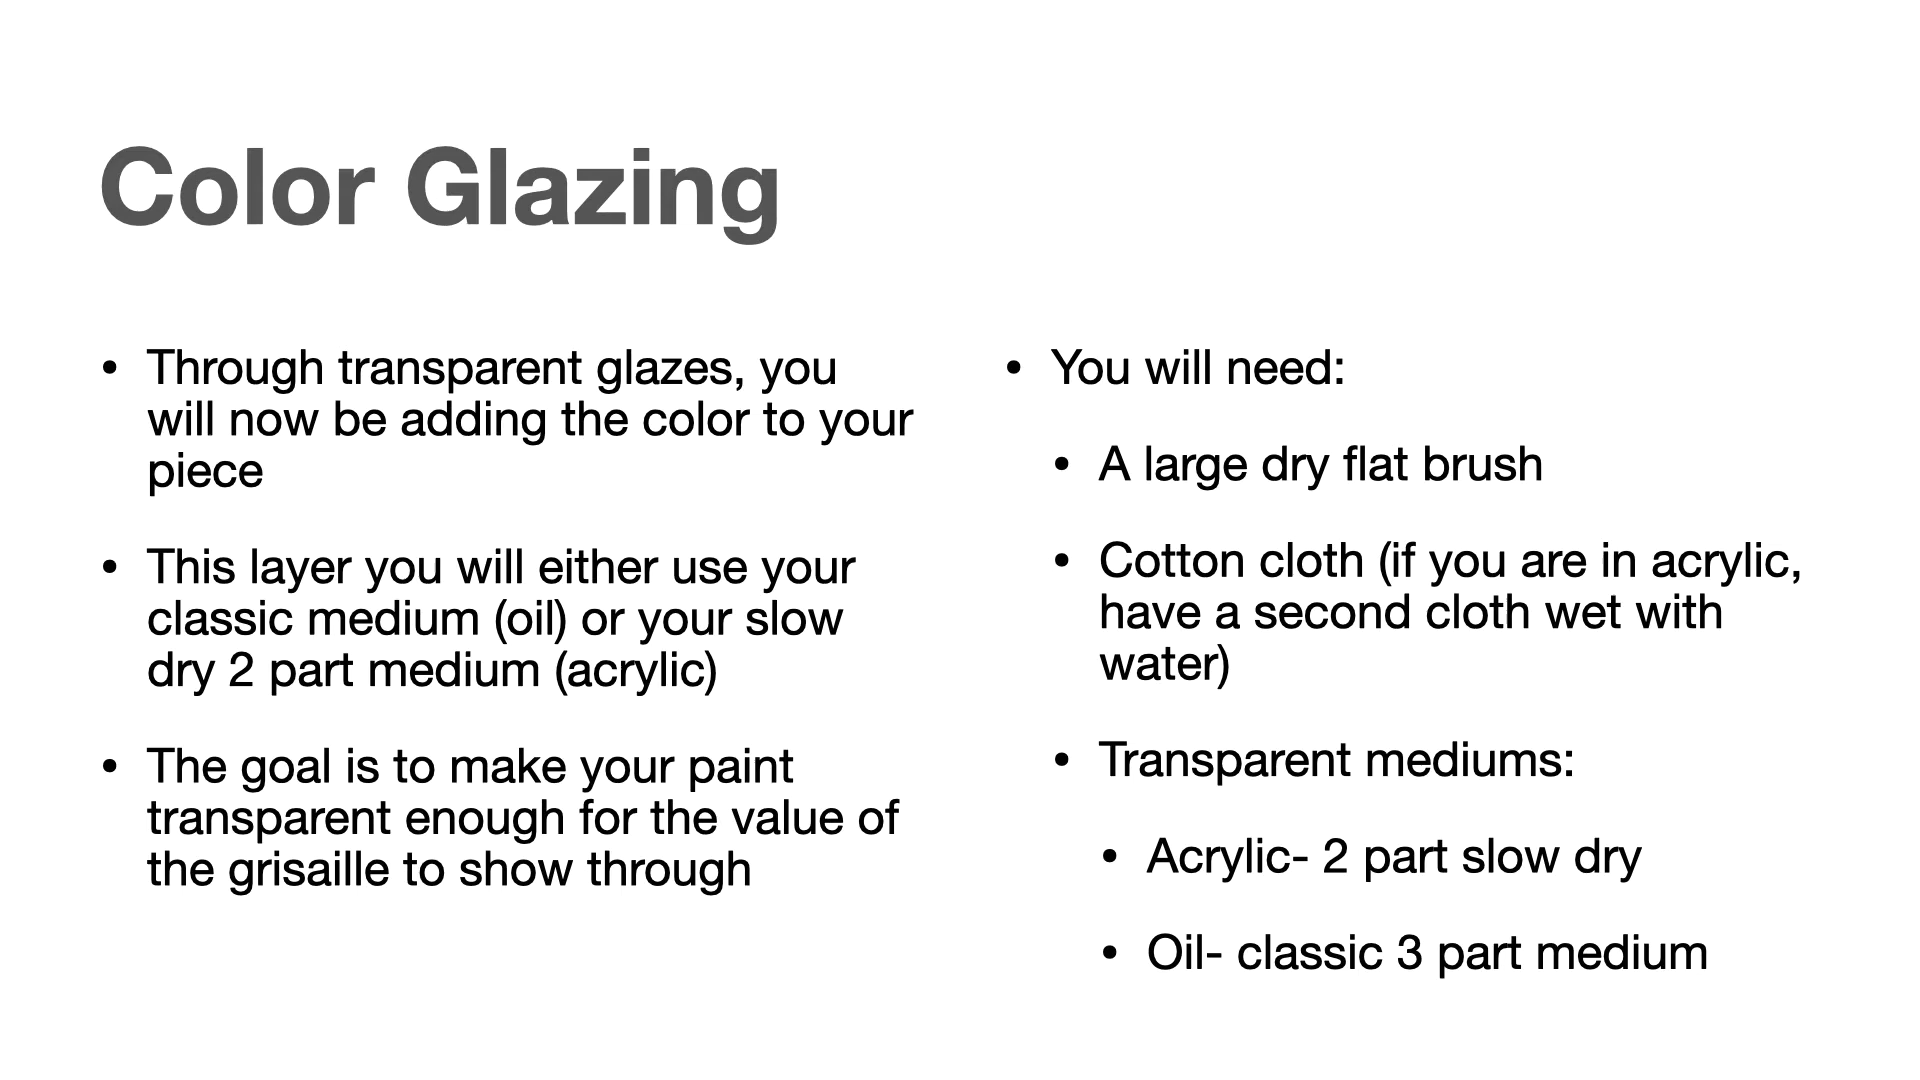 Color Glazing
• Through transparent glazes, you
will now be adding the color to your
piece
• This layer you will either use your
classic medium (oil) or your slow
dry 2 part medium (acrylic)
• The goal is to make your paint
transparent enough for the value of
the grisaille to show through
• You will need:
• A large dry flat brush
• Cotton cloth (if you are in acrylic,
have a second cloth wet with
water)
• Transparent mediums:
• Acrylic- 2 part slow dry
• Oil- classic 3 part medium